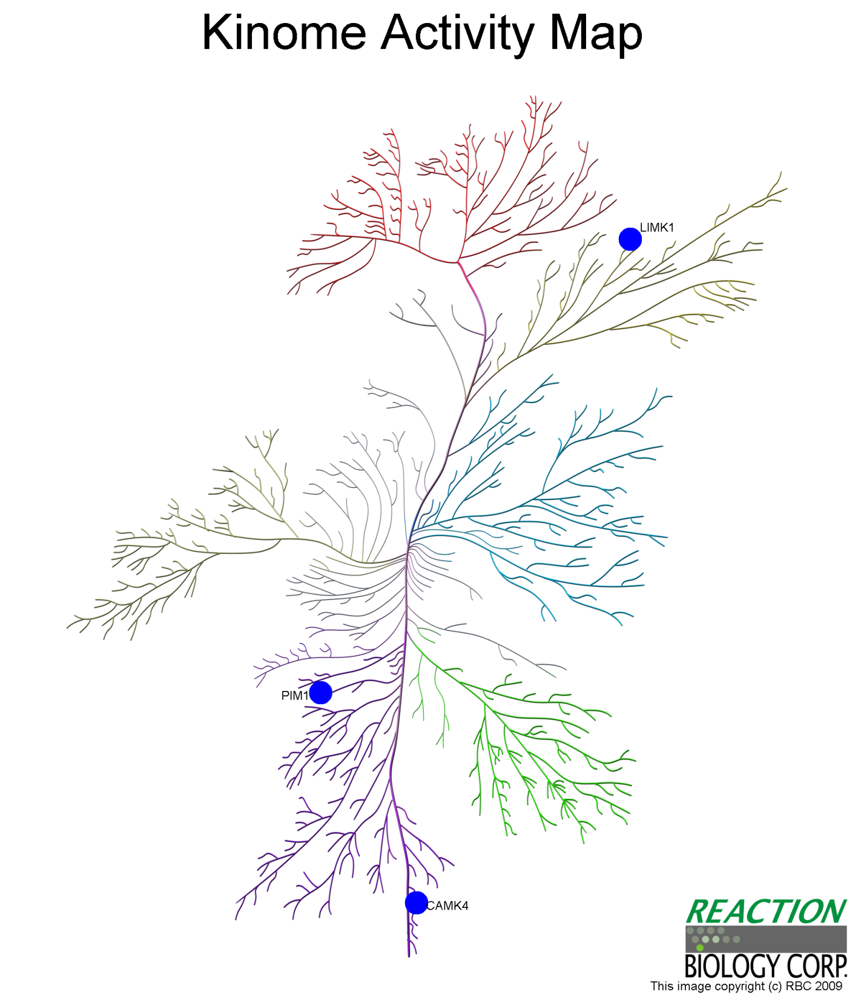 Kinome Activity Map
LIMK1
PIM1
CAMK4
REACTION
BIOLOGY CORP.
This image copyright (c) RBC 2009